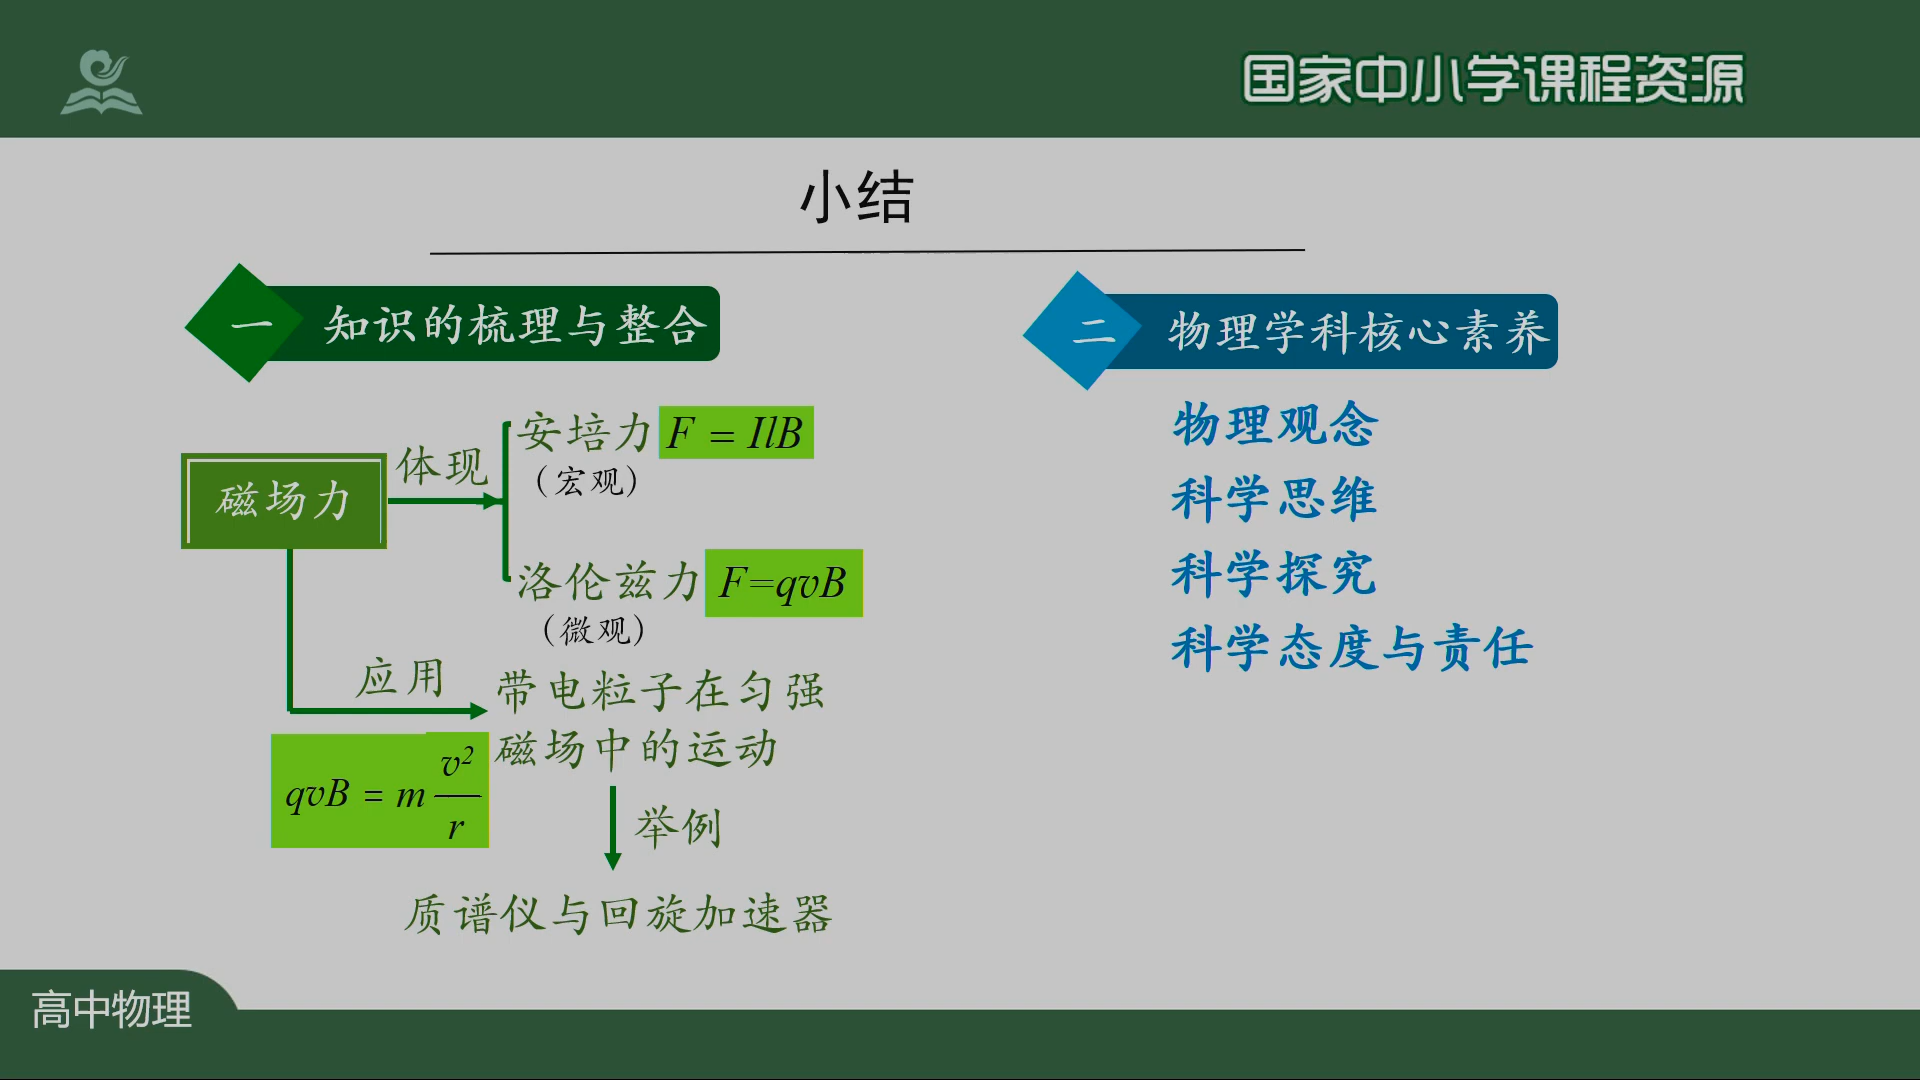 国家中小学课程资源
小结
一 知识的梳理与整合
磁场力
体现
安培力 F = IlB
（宏观）
洛伦兹力 F=qvB
（微观）
应用
带电粒子在匀强
磁场中的运动
qvB = m v²/r
举例
质谱仪与回旋加速器
二 物理学科核心素养
物理观念
科学思维
科学探究
科学态度与责任
高中物理